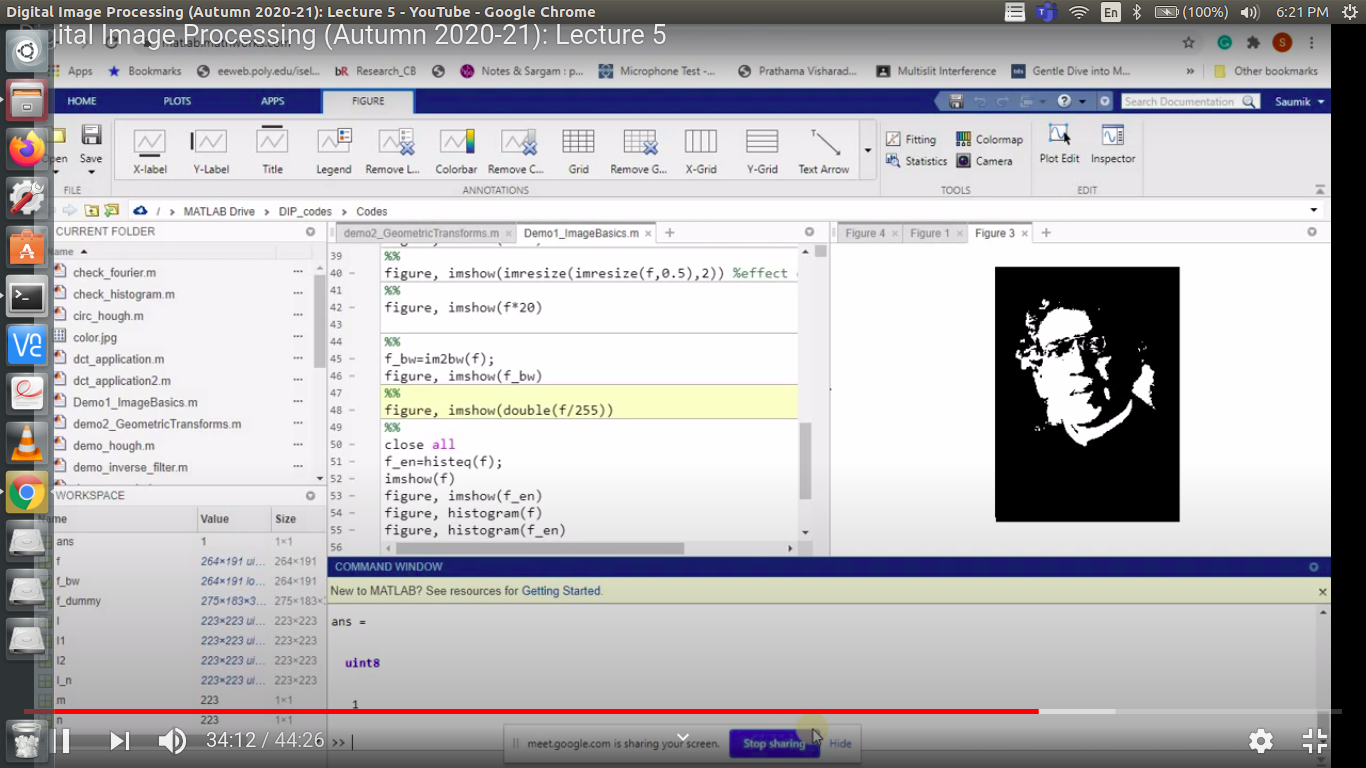 Digital Image Processing (Autumn 2020-21): Lecture 5 - YouTube - Google Chrome
En (100%) 6:21 PM
Digital Image Processing (Autumn 2020-21): Lecture 5
Apps Bookmarks eeweb.poly.edu/isel... bR Research_CB Notes & Sargam : p... Microphone Test -... Prathama Visharad... Multislit Interference Gentle Dive into M... » Other bookmarks
HOME PLOTS APPS FIGURE Search Documentation Saumik
Open Save X-label Y-Label Title Legend Remove L... Colorbar Remove C... Grid Remove G... X-Grid Y-Grid Text Arrow
Fitting Colormap
Statistics Camera
Plot Edit Inspector
FILE ANNOTATIONS TOOLS EDIT
/ > MATLAB Drive > DIP_codes > Codes
CURRENT FOLDER
Name
check_fourier.m
check_histogram.m
circ_hough.m
color.jpg
dct_application.m
dct_application2.m
Demo1_ImageBasics.m
demo2_GeometricTransforms.m
demo_hough.m
demo_inverse_filter.m
WORKSPACE
Name Value Size
ans 1 1×1
f 264×191 ui... 264×191
f_bw 264×191 lo... 264×191
f_dummy 275×183×3... 275×183×
I 223×223 ui... 223×223
I1 223×223 ui... 223×223
I2 223×223 ui... 223×223
I_n 223×223 ui... 223×223
m 223 1×1
n 223 1×1
demo2_GeometricTransforms.m × Demo1_ImageBasics.m × +
39 %%
40 – figure, imshow(imresize(imresize(f,0.5),2)) %effect
41 %%
42 – figure, imshow(f*20)
43
44 %%
45 – f_bw=im2bw(f);
46 – figure, imshow(f_bw)
47 %%
48 – figure, imshow(double(f/255))
49 %%
50 – close all
51 – f_en=histeq(f);
52 – imshow(f)
53 – figure, imshow(f_en)
54 – figure, histogram(f)
55 – figure, histogram(f_en)
56
Figure 4 × Figure 1 × Figure 3 × +
COMMAND WINDOW
New to MATLAB? See resources for Getting Started.
ans =
uint8
1
>>
meet.google.com is sharing your screen. Stop sharing Hide
34:12 / 44:26